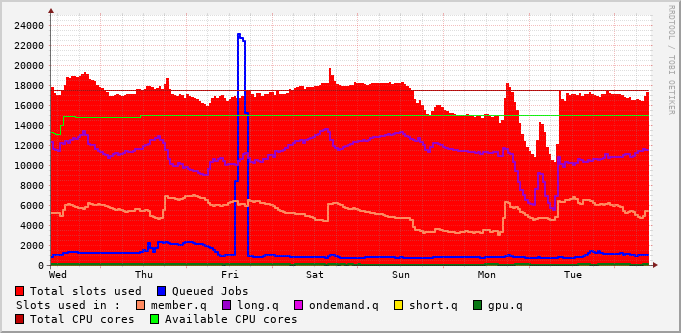 RRDTOOL / TOBI OETIKER
24000
22000
20000
18000
16000
14000
12000
10000
8000
6000
4000
2000
0
Wed Thu Fri Sat Sun Mon Tue
Total slots used Queued Jobs
Slots used in : member.q long.q ondemand.q short.q gpu.q
Total CPU cores Available CPU cores